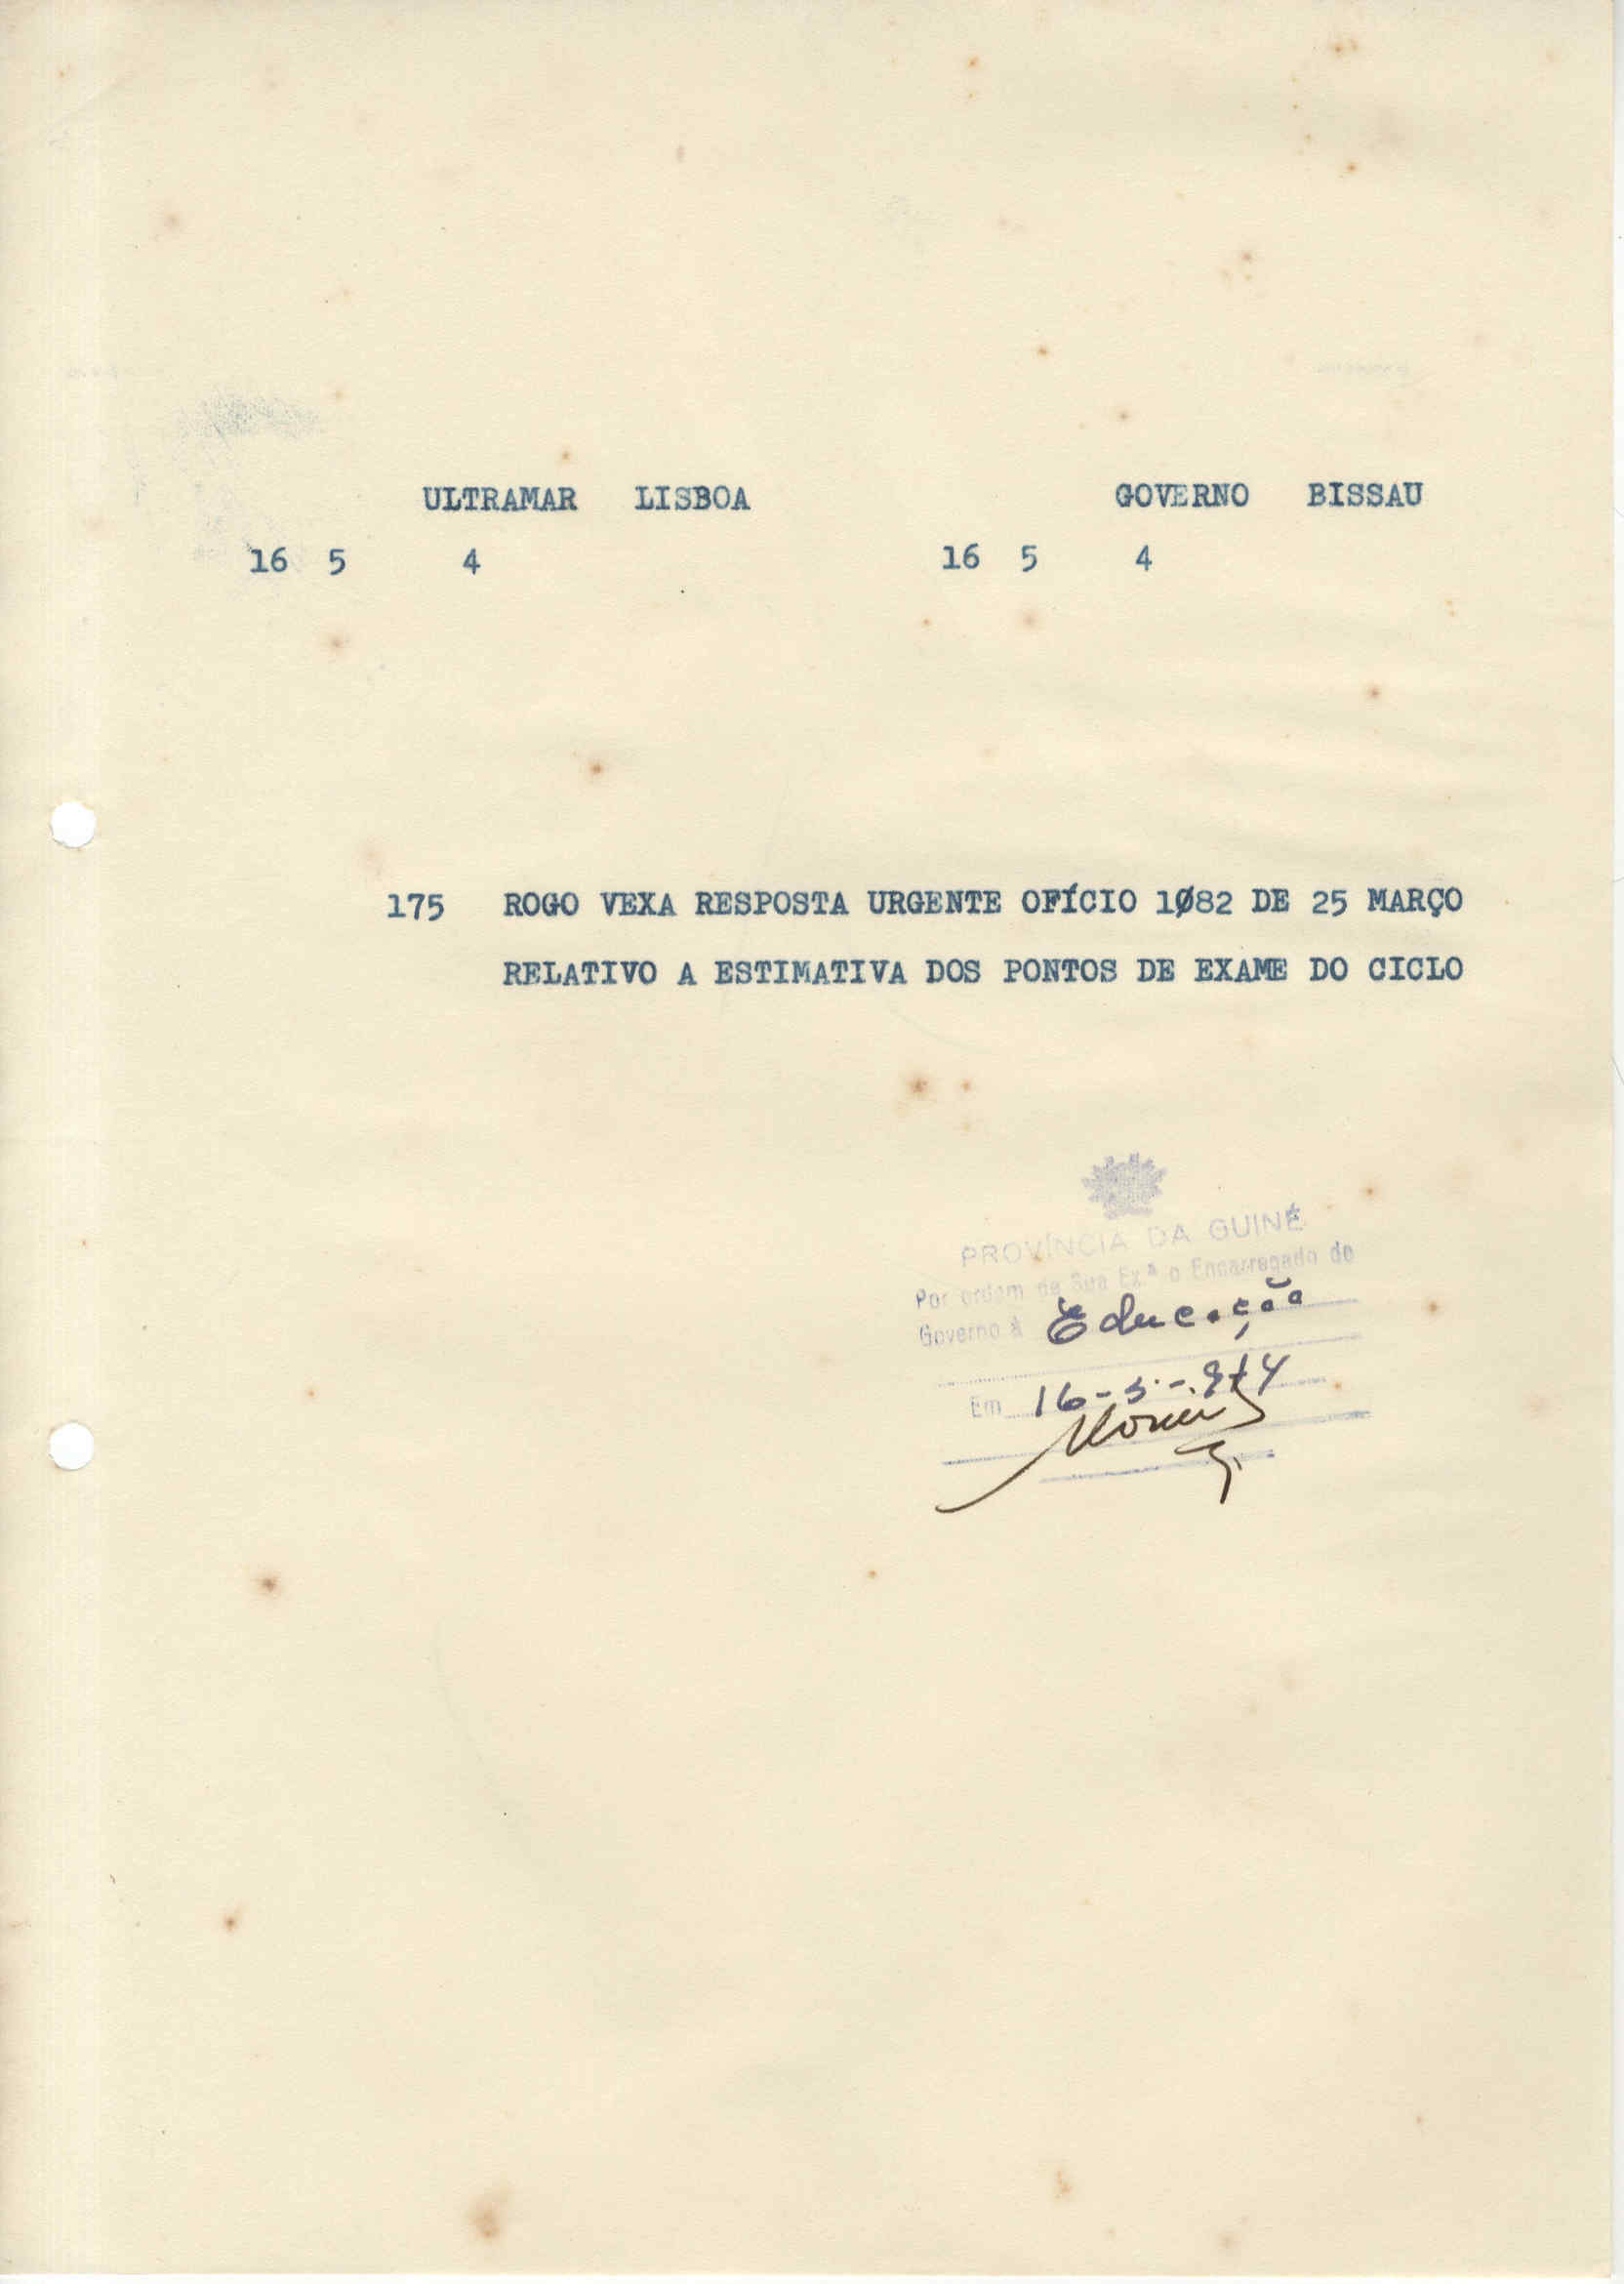 ULTRAMAR LISBOA GOVERNO BISSAU
16 5 4 16 5 4
175 ROGO VEXA RESPOSTA URGENTE OFÍCIO 1Ø82 DE 25 MARÇO
RELATIVO A ESTIMATIVA DOS PONTOS DE EXAME DO CICLO
PROVÍNCIA DA GUINÉ
Por ordem de Sua Ex.ª o Encarregado do
Governo à Educação
Em 16-5-974